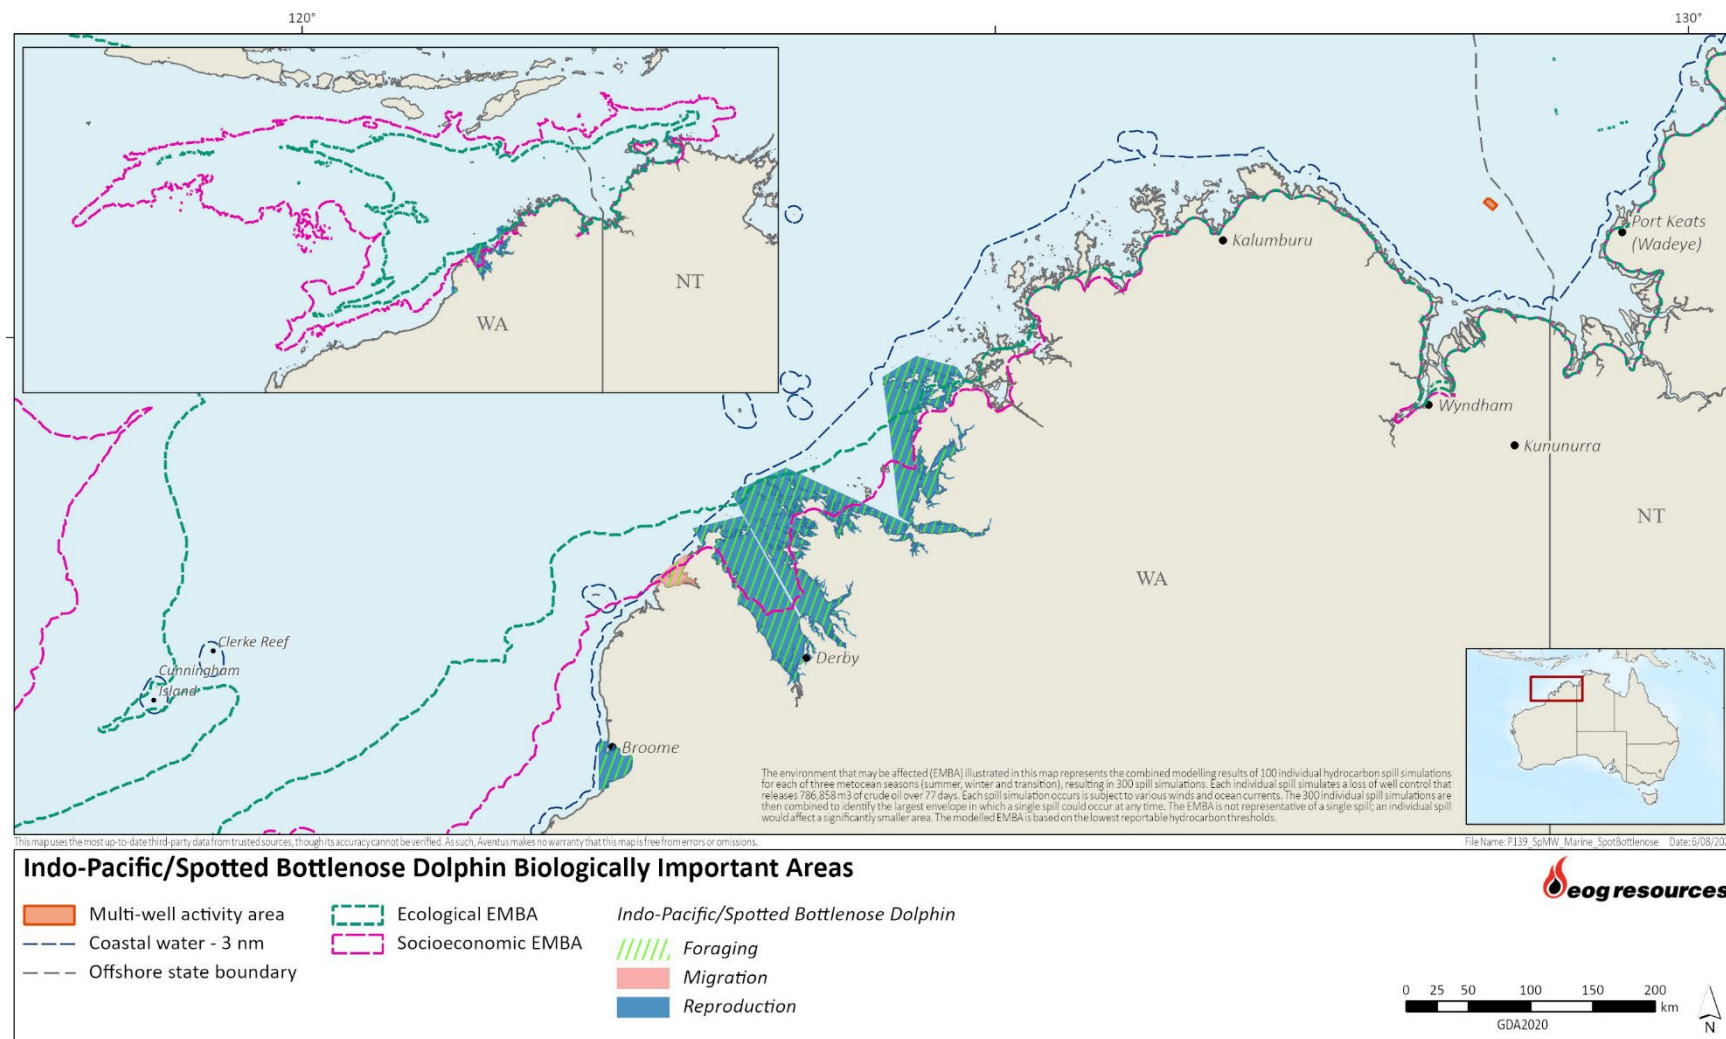 120°
130°
NT
WA
Kalumburu
Port Keats
(Wadeye)
Wyndham
Kununurra
NT
WA
Clerke Reef
Cunningham
Island
Derby
Broome
The environment that may be affected (EMBA) illustrated in this map represents the combined modelling results of 100 individual hydrocarbon spill simulations
for each of three metocean seasons (summer, winter and transition), resulting in 300 spill simulations. Each individual spill simulates a loss of well control that
releases 786,858 m3 of crude oil over 77 days. Each spill simulation occurs is subject to various winds and ocean currents. The 300 individual spill simulations are
then combined to identify the largest envelope in which a single spill could occur at any time. The EMBA is not representative of a single spill; an individual spill
would affect a significantly smaller area. The modelled EMBA is based on the lowest reportable hydrocarbon thresholds.
This map uses the most up-to-date third-party data from trusted sources, though its accuracy cannot be verified. As such, Aventus makes no warranty that this map is free from errors or omissions.
File Name: P139_SpMW_Marine_SpotBottlenose Date: 6/08/202
Indo-Pacific/Spotted Bottlenose Dolphin Biologically Important Areas
eog resources
Multi-well activity area
Coastal water - 3 nm
Offshore state boundary
Ecological EMBA
Socioeconomic EMBA
Indo-Pacific/Spotted Bottlenose Dolphin
Foraging
Migration
Reproduction
0 25 50 100 150 200
km
GDA2020
N